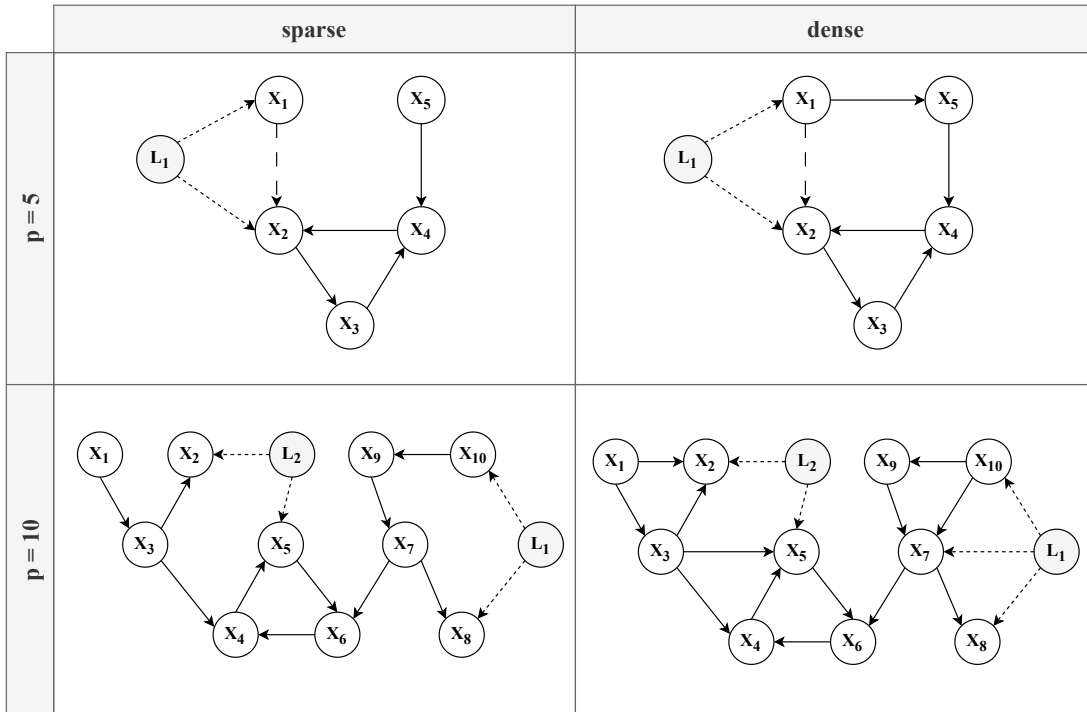 sparse
dense
p = 5
X1
X5
L1
X2
X4
X3
X1
X5
L1
X2
X4
X3
p = 10
X1
X2
L2
X9
X10
X3
X5
X7
L1
X4
X6
X8
X1
X2
L2
X9
X10
X3
X5
X7
L1
X4
X6
X8